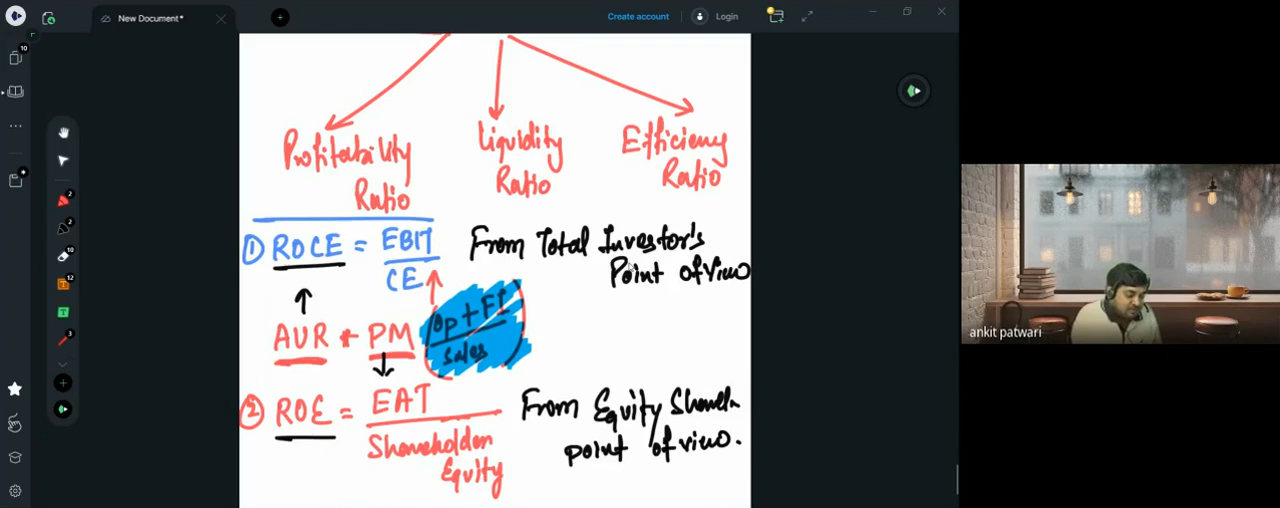 New Document*
Create account
Login
Profitability
Ratio
Liquidity
Ratio
Efficiency
Ratio
① ROCE = EBIT
CE
From Total Investor's
Point of View
AUR * PM
Op + FI
Sales
② ROE = EAT
Shareholder
Equity
From Equity
point of view.
ankit patwari